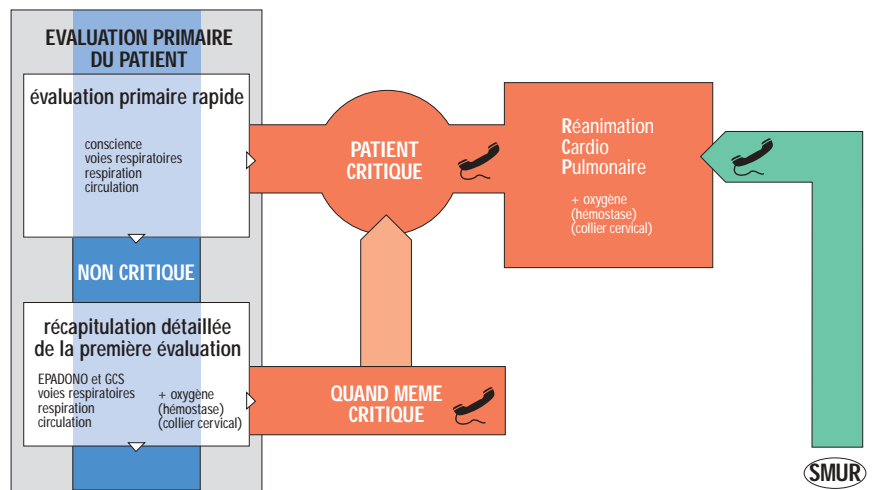 EVALUATION PRIMAIRE
DU PATIENT
évaluation primaire rapide
conscience
voies respiratoires
respiration
circulation
PATIENT
CRITIQUE
Réanimation
Cardio
Pulmonaire
+ oxygène
(hémostase)
(collier cervical)
NON CRITIQUE
récapitulation détaillée
de la première évaluation
EPADONO et GCS
voies respiratoires
respiration
circulation
+ oxygène
(hémostase)
(collier cervical)
QUAND MEME
CRITIQUE
SMUR